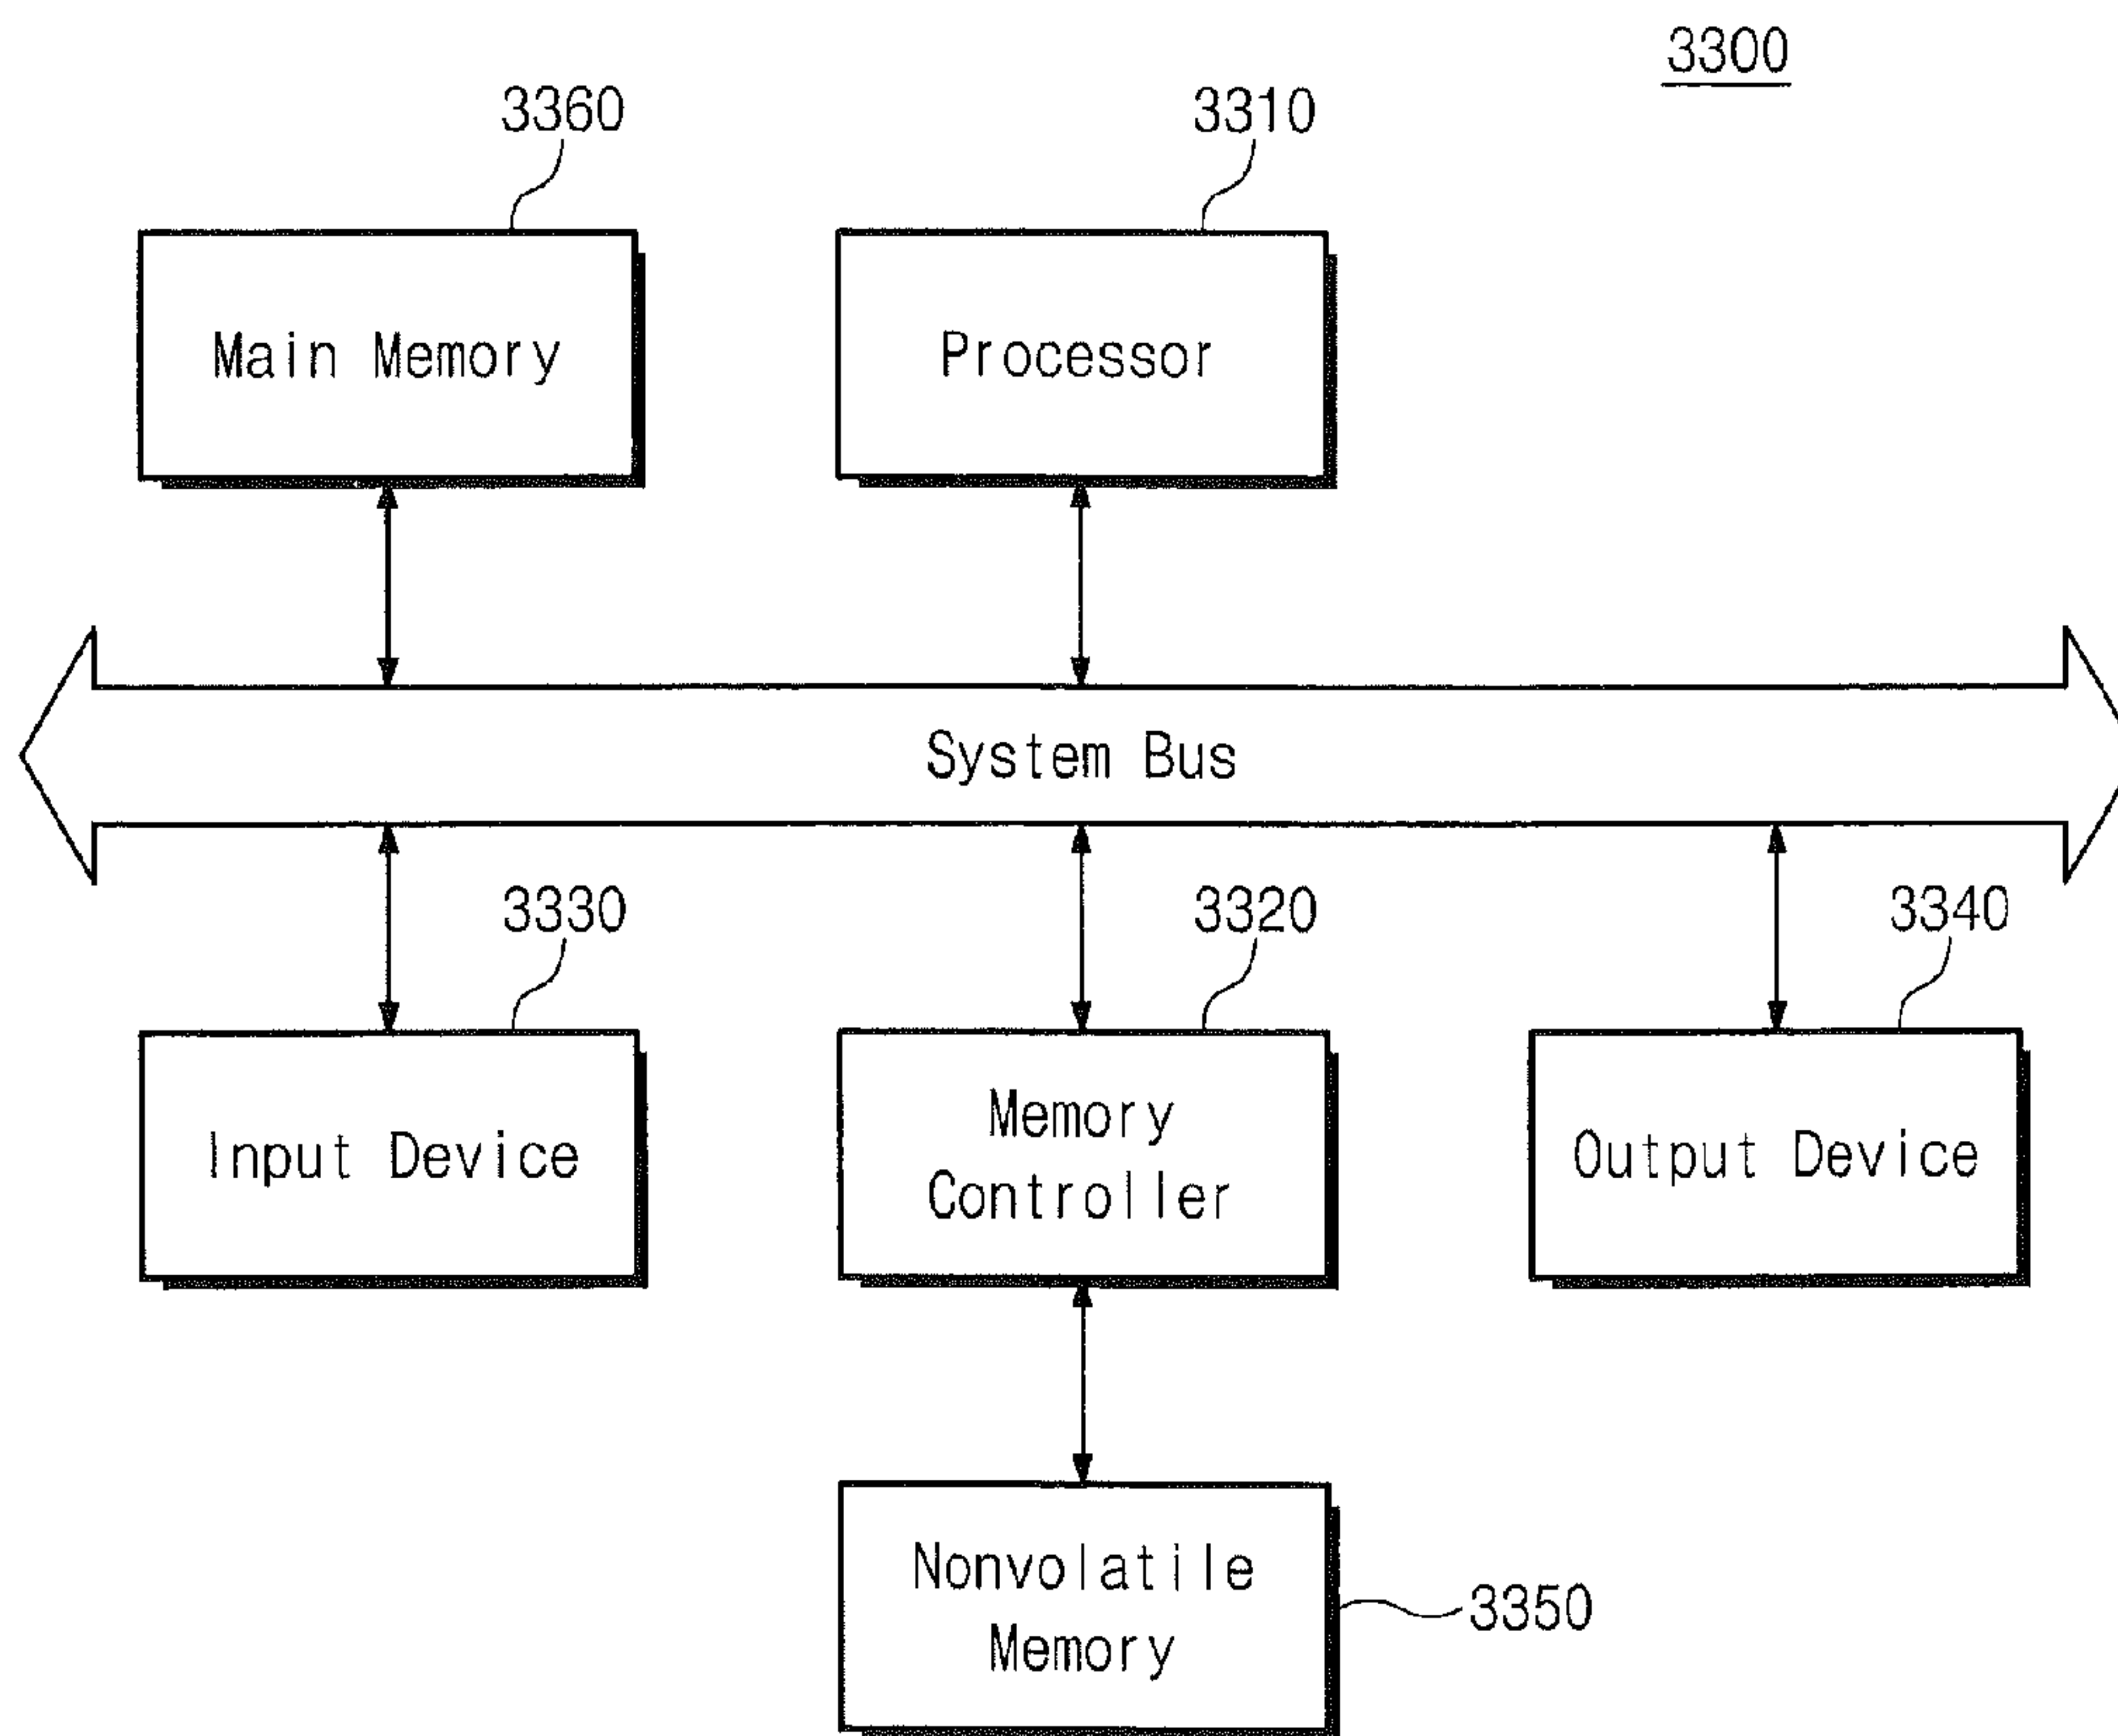 3300
3360
3310
Main Memory
Processor
System Bus
3330
3320
3340
Input Device
Memory
Controller
Output Device
Nonvolatile
Memory
3350